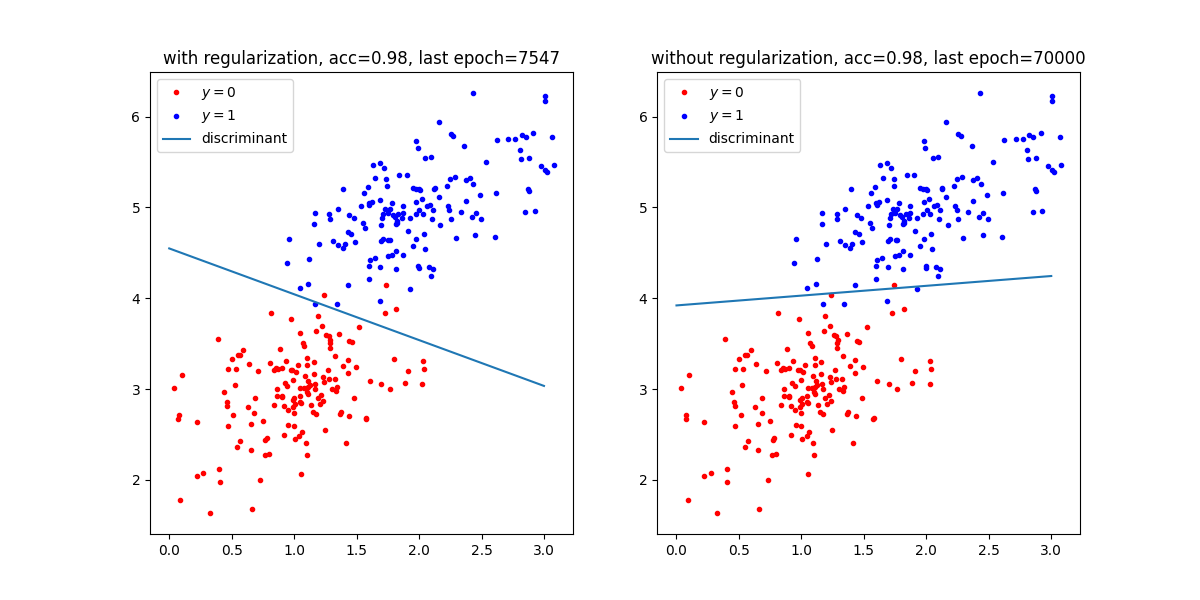 with regularization, acc=0.98, last epoch=7547
y = 0
y = 1
discriminant
6
5
4
3
2
0.0 0.5 1.0 1.5 2.0 2.5 3.0
without regularization, acc=0.98, last epoch=70000
y = 0
y = 1
discriminant
6
5
4
3
2
0.0 0.5 1.0 1.5 2.0 2.5 3.0